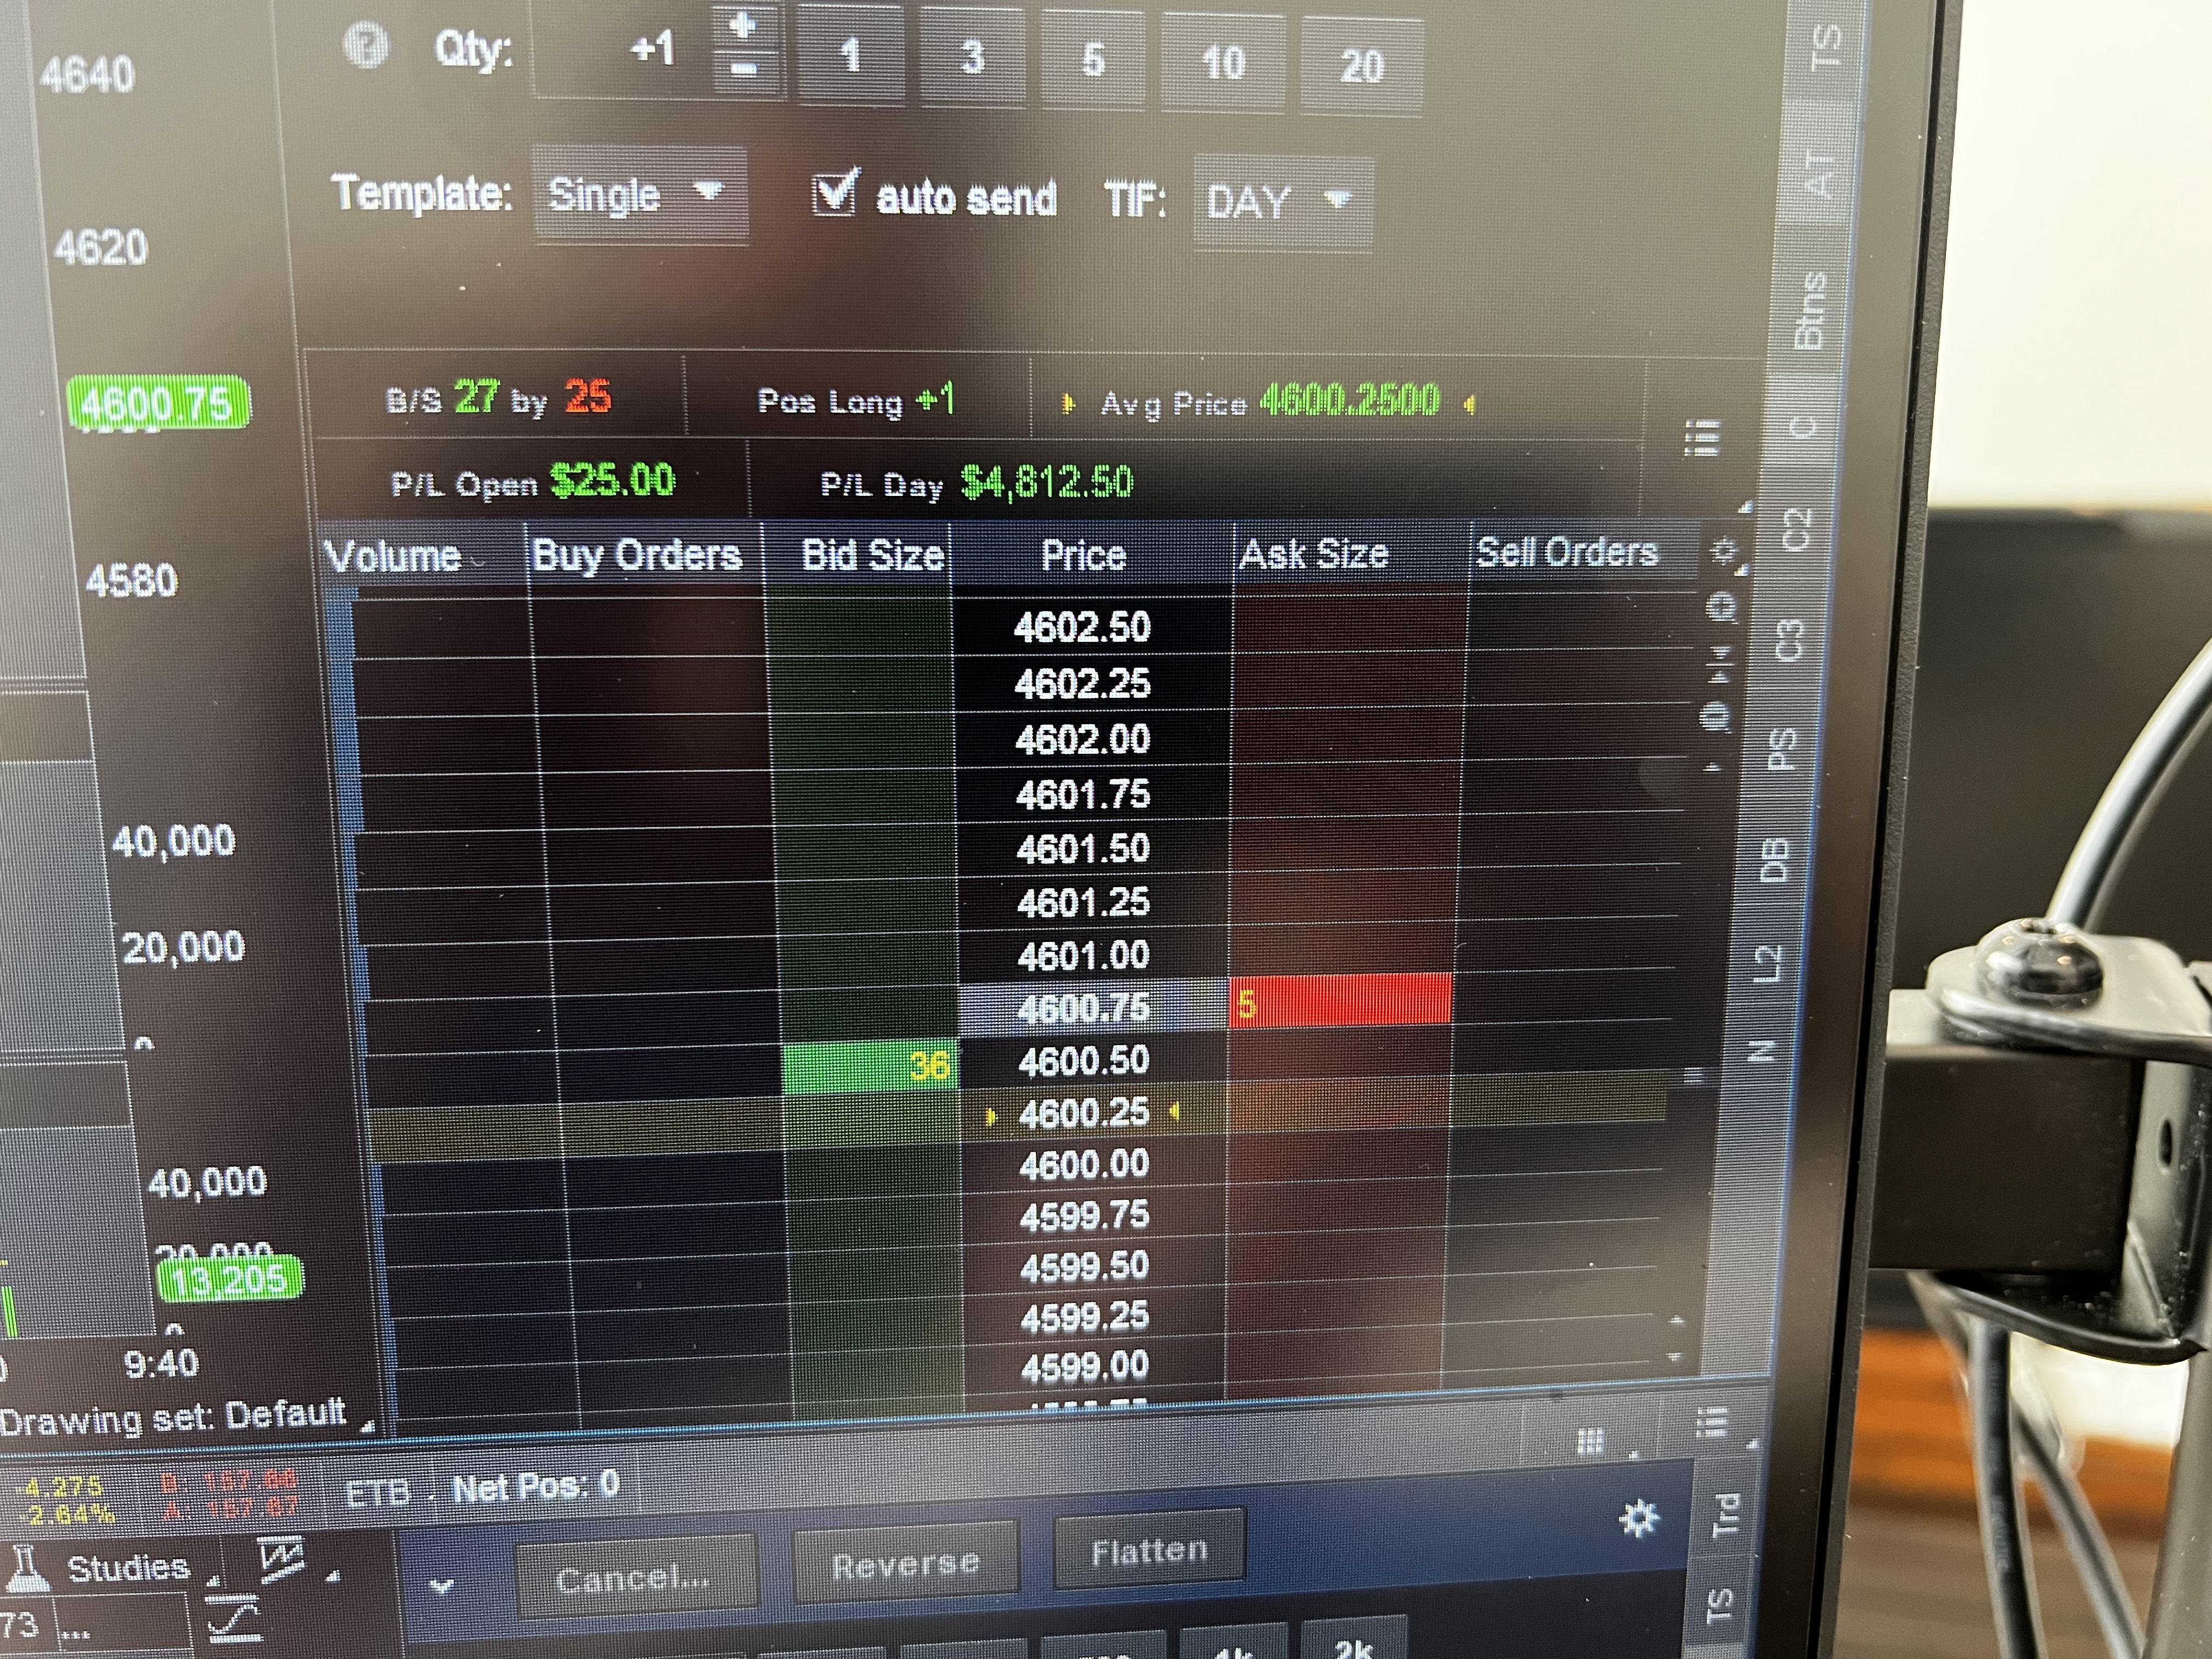 4640
4620
4600.75
4580
40,000
20,000
0
40,000
20,000
13,205
0
9:40
Drawing set: Default
Qty: +1 + - 1 3 5 10 20
Template: Single auto send TIF: DAY
B/S 27 by 25 Pos Long +1 Avg Price 4600.2500
P/L Open $25.00 P/L Day $4,812.50
Volume Buy Orders Bid Size Price Ask Size Sell Orders
4602.50
4602.25
4602.00
4601.75
4601.50
4601.25
4601.00
4600.75 5
36 4600.50
4600.25
4600.00
4599.75
4599.50
4599.25
4599.00
-4.275
-2.64%
ETB Net Pos: 0
Studies
73 ...
Cancel... Reverse Flatten
1k 2k
TS
AT
Btns
C
C2
C3
PS
DB
L2
N
Trd
TS